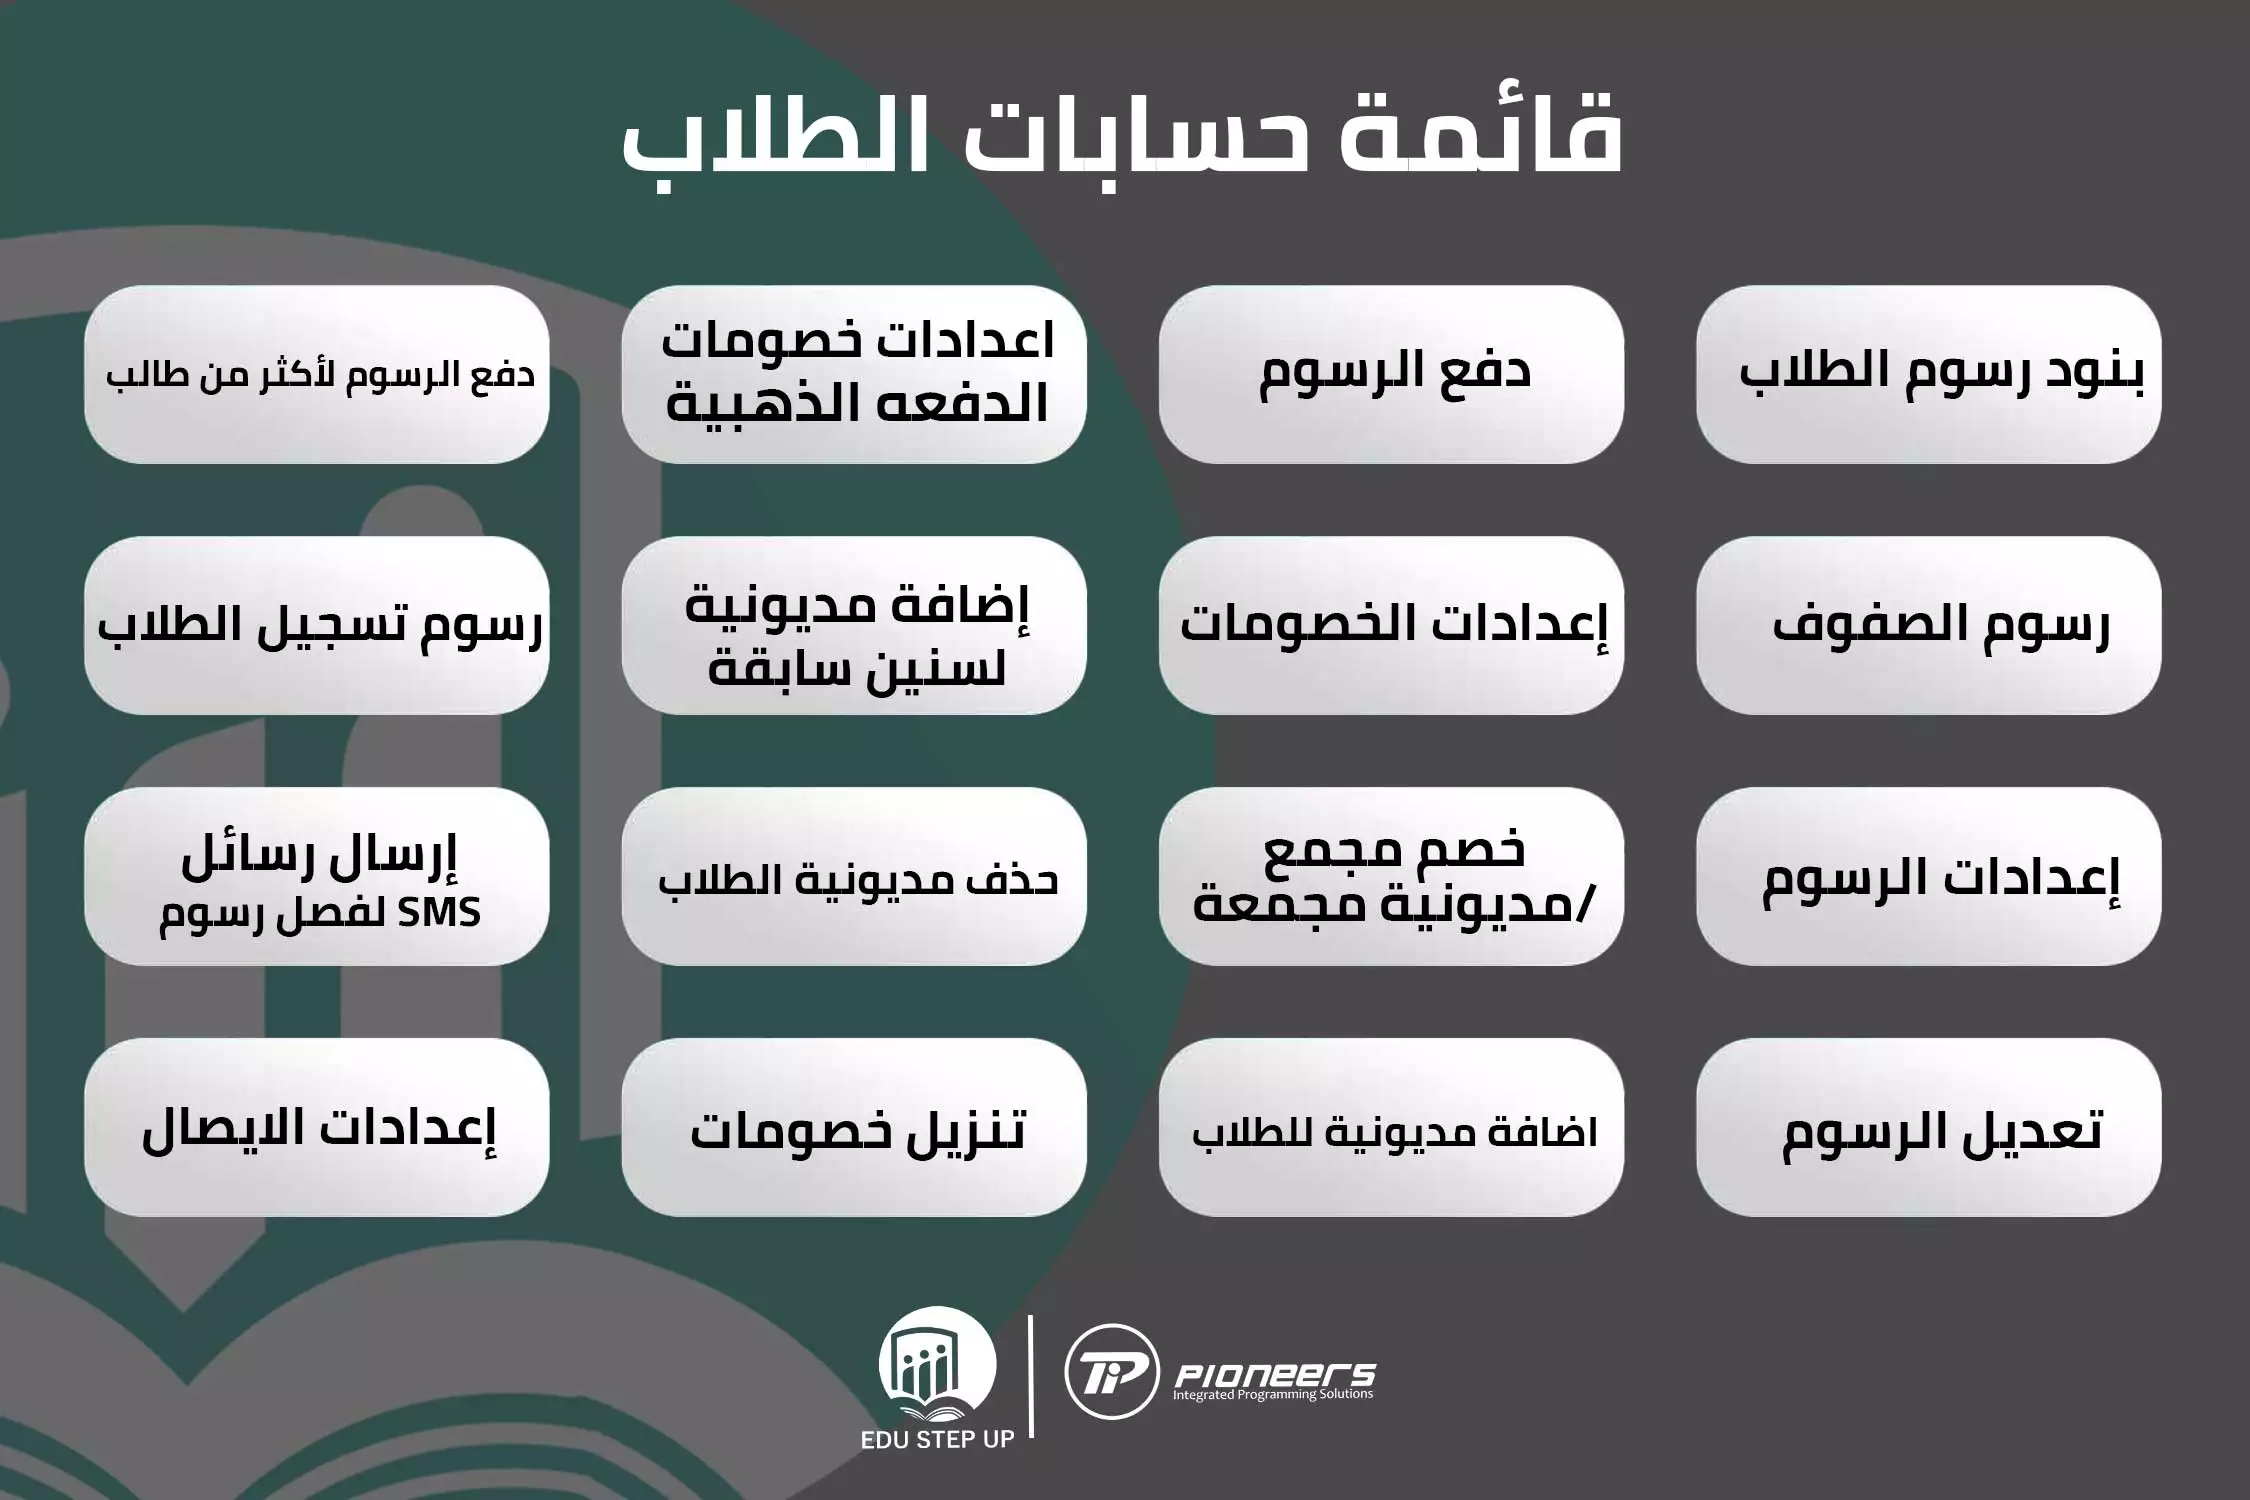 قائمة حسابات الطلاب
بنود رسوم الطلاب
دفع الرسوم
اعدادات خصومات
الدفعه الذهبية
دفع الرسوم لأكثر من طالب
رسوم الصفوف
إعدادات الخصومات
إضافة مديونية
لسنين سابقة
رسوم تسجيل الطلاب
إعدادات الرسوم
خصم مجمع
/مديونية مجمعة
حذف مديونية الطلاب
إرسال رسائل
SMS لفصل رسوم
تعديل الرسوم
اضافة مديونية للطلاب
تنزيل خصومات
إعدادات الايصال
EDU STEP UP
PIONEERS
Integrated Programming Solutions